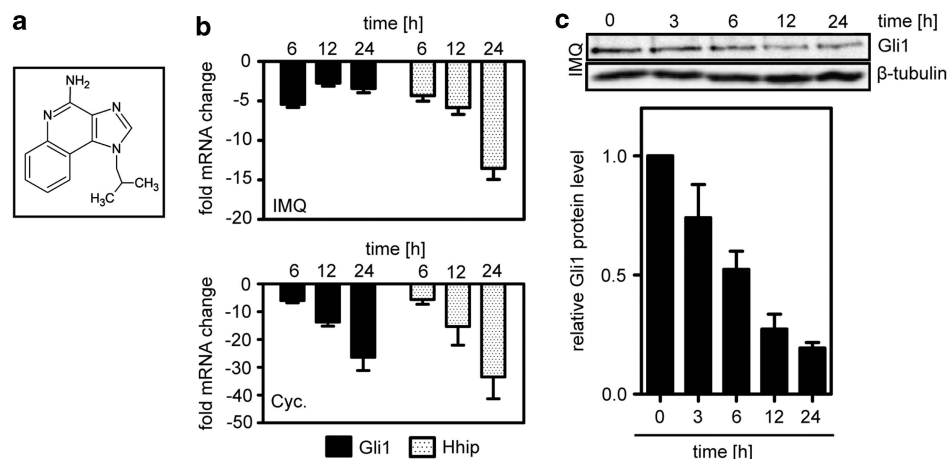 a
NH₂
N
N
N
H₃C
CH₃
b
time [h]
6 12 24 6 12 24
fold mRNA change
0
-5
-10
-15
-20
IMQ
time [h]
6 12 24 6 12 24
fold mRNA change
0
-10
-20
-30
-40
-50
Cyc.
Gli1 Hhip
c
0 3 6 12 24 time [h]
IMQ
Gli1
β-tubulin
relative Gli1 protein level
1.0
0.5
0.0
0 3 6 12 24
time [h]